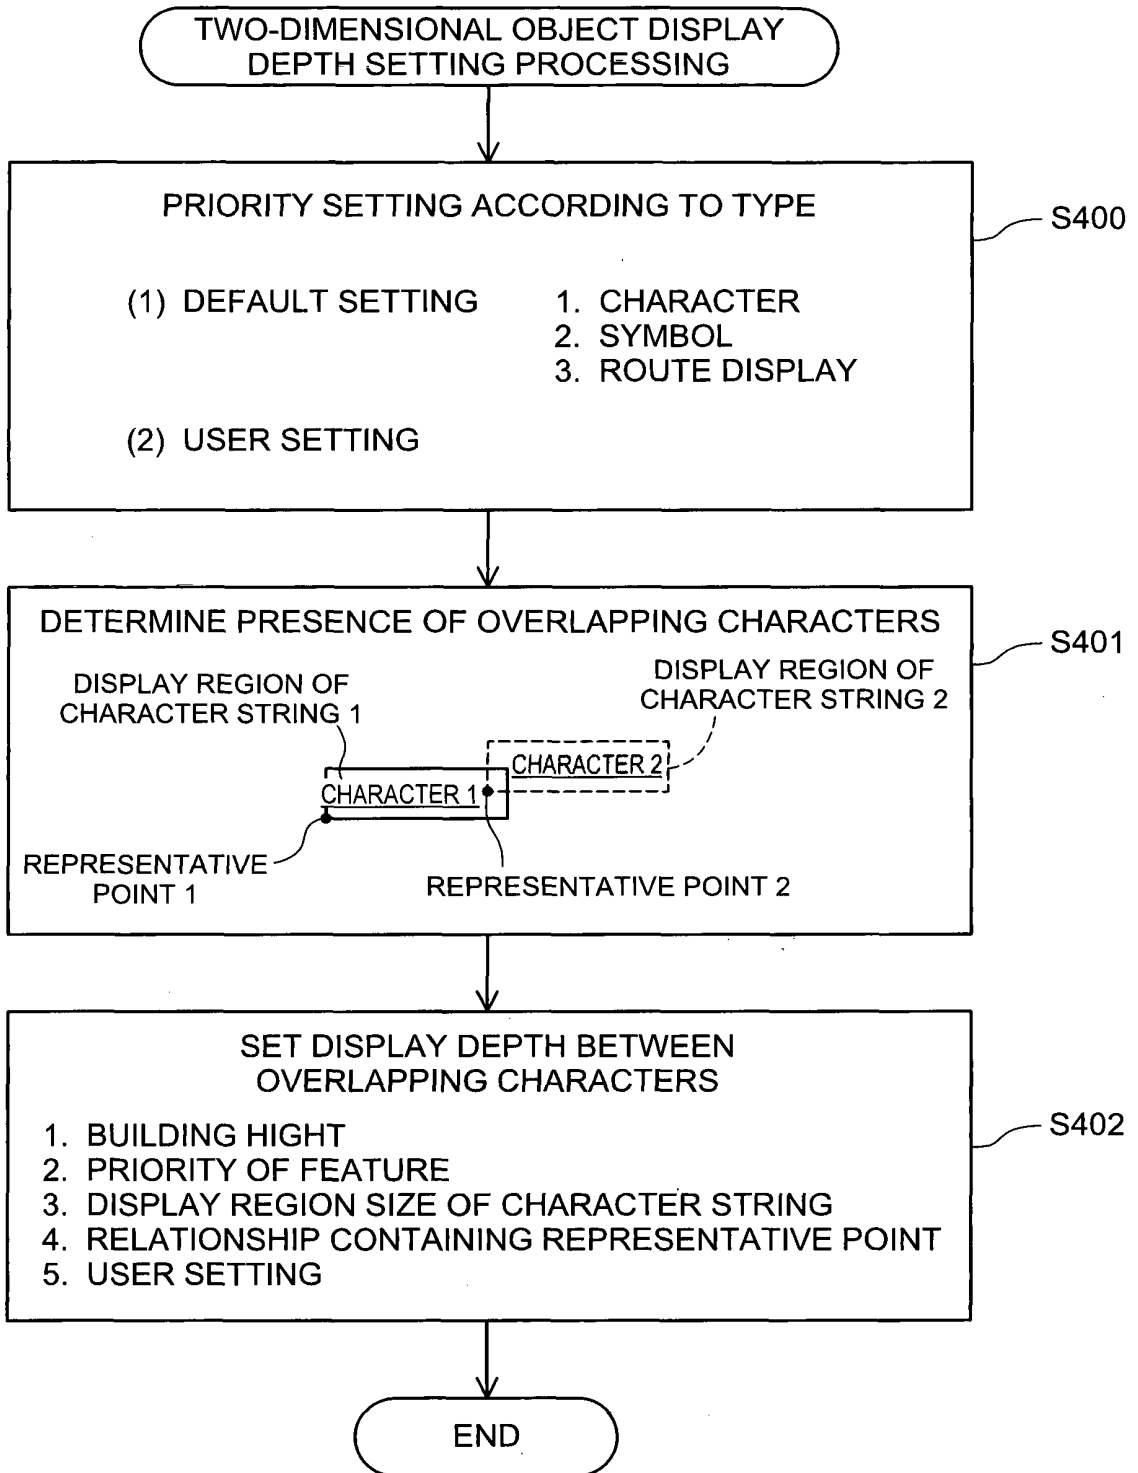 TWO-DIMENSIONAL OBJECT DISPLAY
DEPTH SETTING PROCESSING
PRIORITY SETTING ACCORDING TO TYPE
S400
(1) DEFAULT SETTING
1. CHARACTER
2. SYMBOL
3. ROUTE DISPLAY
(2) USER SETTING
DETERMINE PRESENCE OF OVERLAPPING CHARACTERS
S401
DISPLAY REGION OF
CHARACTER STRING 1
DISPLAY REGION OF
CHARACTER STRING 2
CHARACTER 2
CHARACTER 1
REPRESENTATIVE
POINT 1
REPRESENTATIVE POINT 2
SET DISPLAY DEPTH BETWEEN
OVERLAPPING CHARACTERS
S402
1. BUILDING HIGHT
2. PRIORITY OF FEATURE
3. DISPLAY REGION SIZE OF CHARACTER STRING
4. RELATIONSHIP CONTAINING REPRESENTATIVE POINT
5. USER SETTING
END